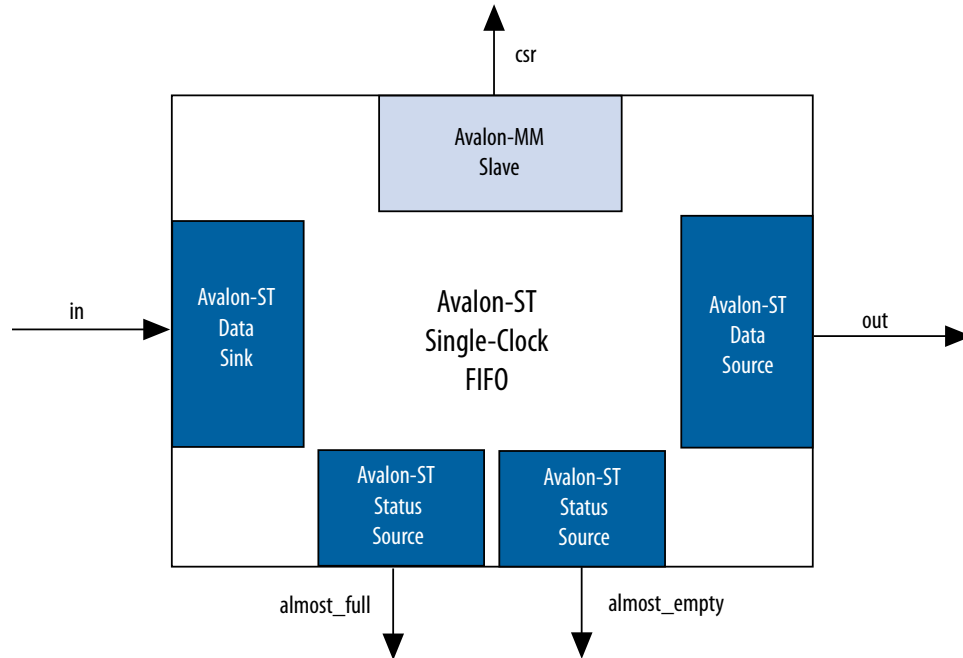 csr
Avalon-MM
Slave
Avalon-ST
Data
Sink
in
Avalon-ST
Single-Clock
FIFO
Avalon-ST
Data
Source
out
Avalon-ST
Status
Source
Avalon-ST
Status
Source
almost_full
almost_empty